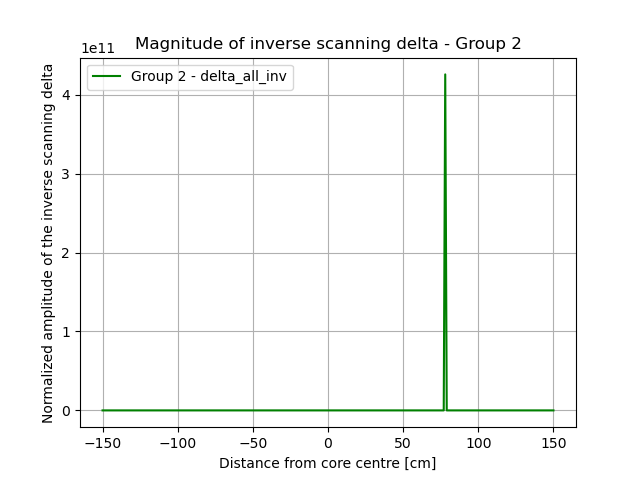 Magnitude of inverse scanning delta - Group 2
1e11
Group 2 - delta_all_inv
Normalized amplitude of the inverse scanning delta
4
3
2
1
0
−150
−100
−50
0
50
100
150
Distance from core centre [cm]